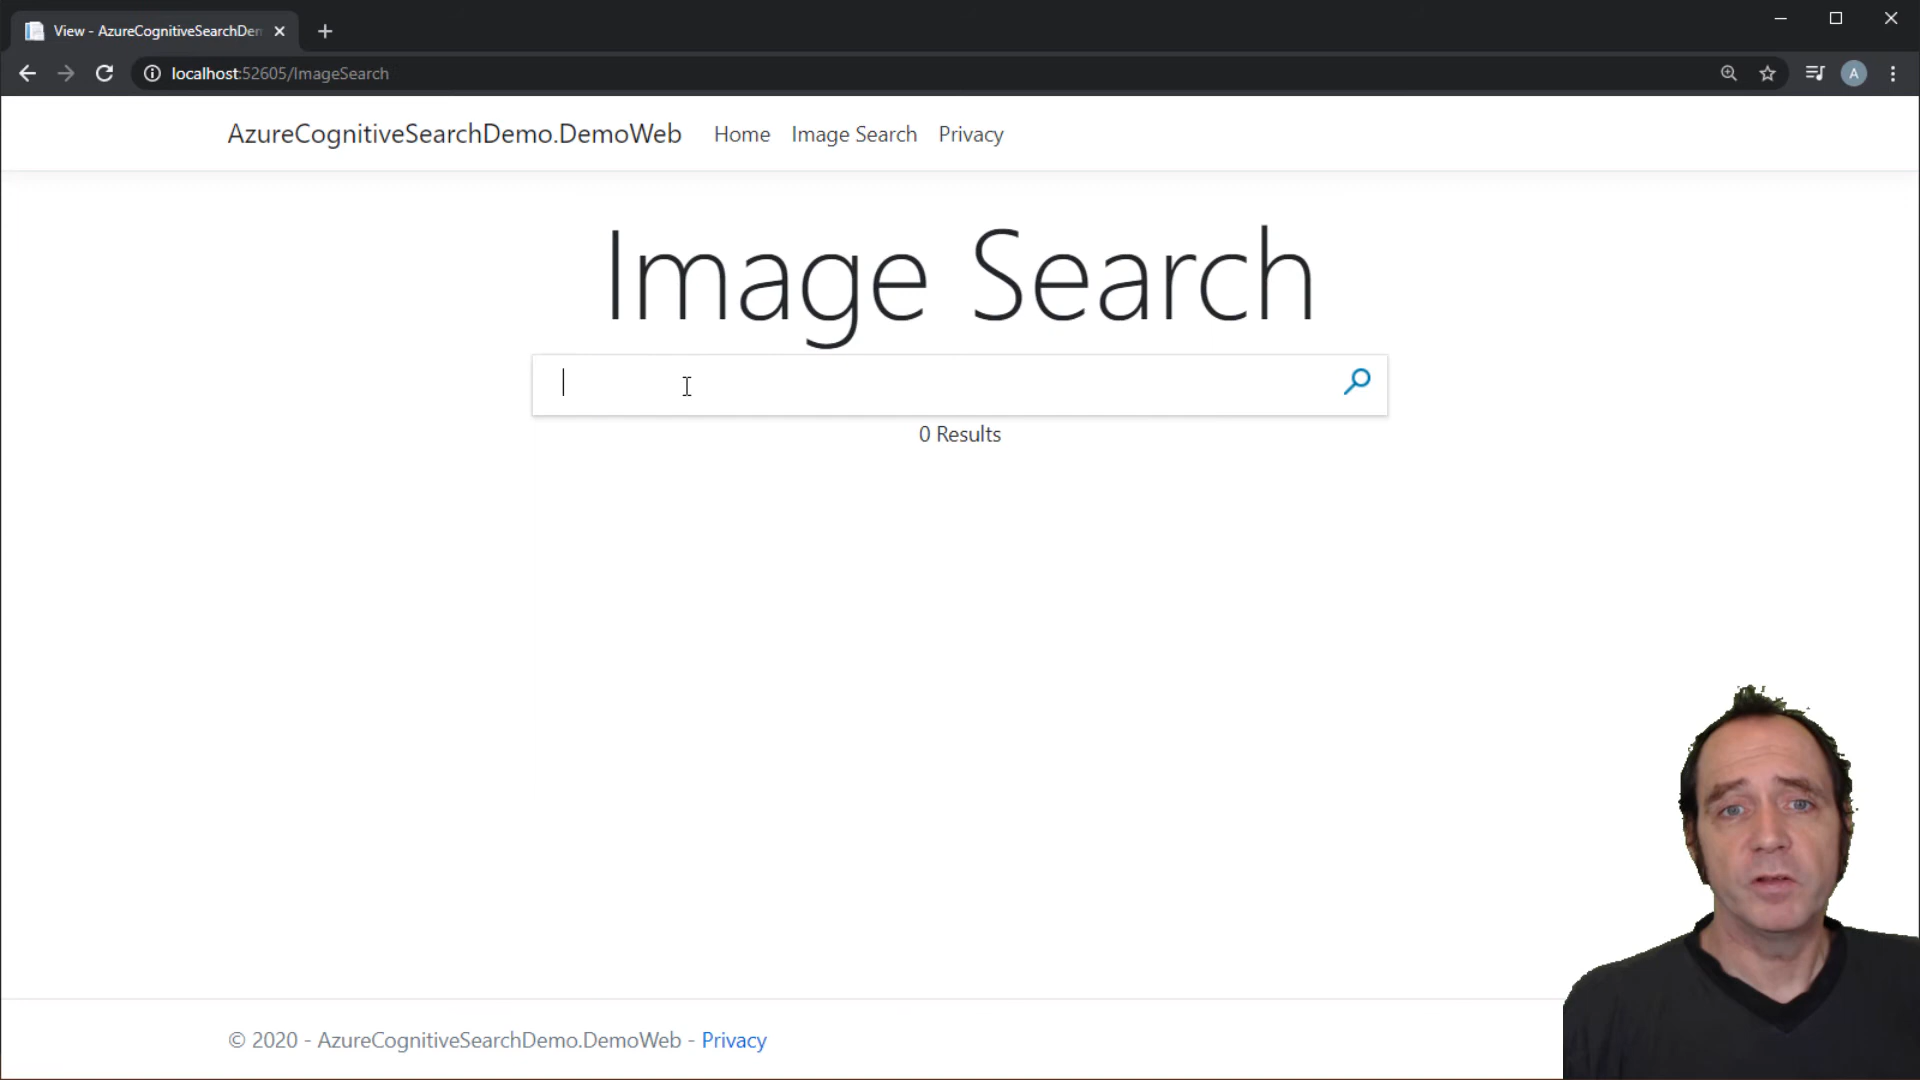 View - AzureCognitiveSearchDem
localhost:52605/ImageSearch
A
AzureCognitiveSearchDemo.DemoWeb Home Image Search Privacy
Image Search
0 Results
© 2020 - AzureCognitiveSearchDemo.DemoWeb - Privacy